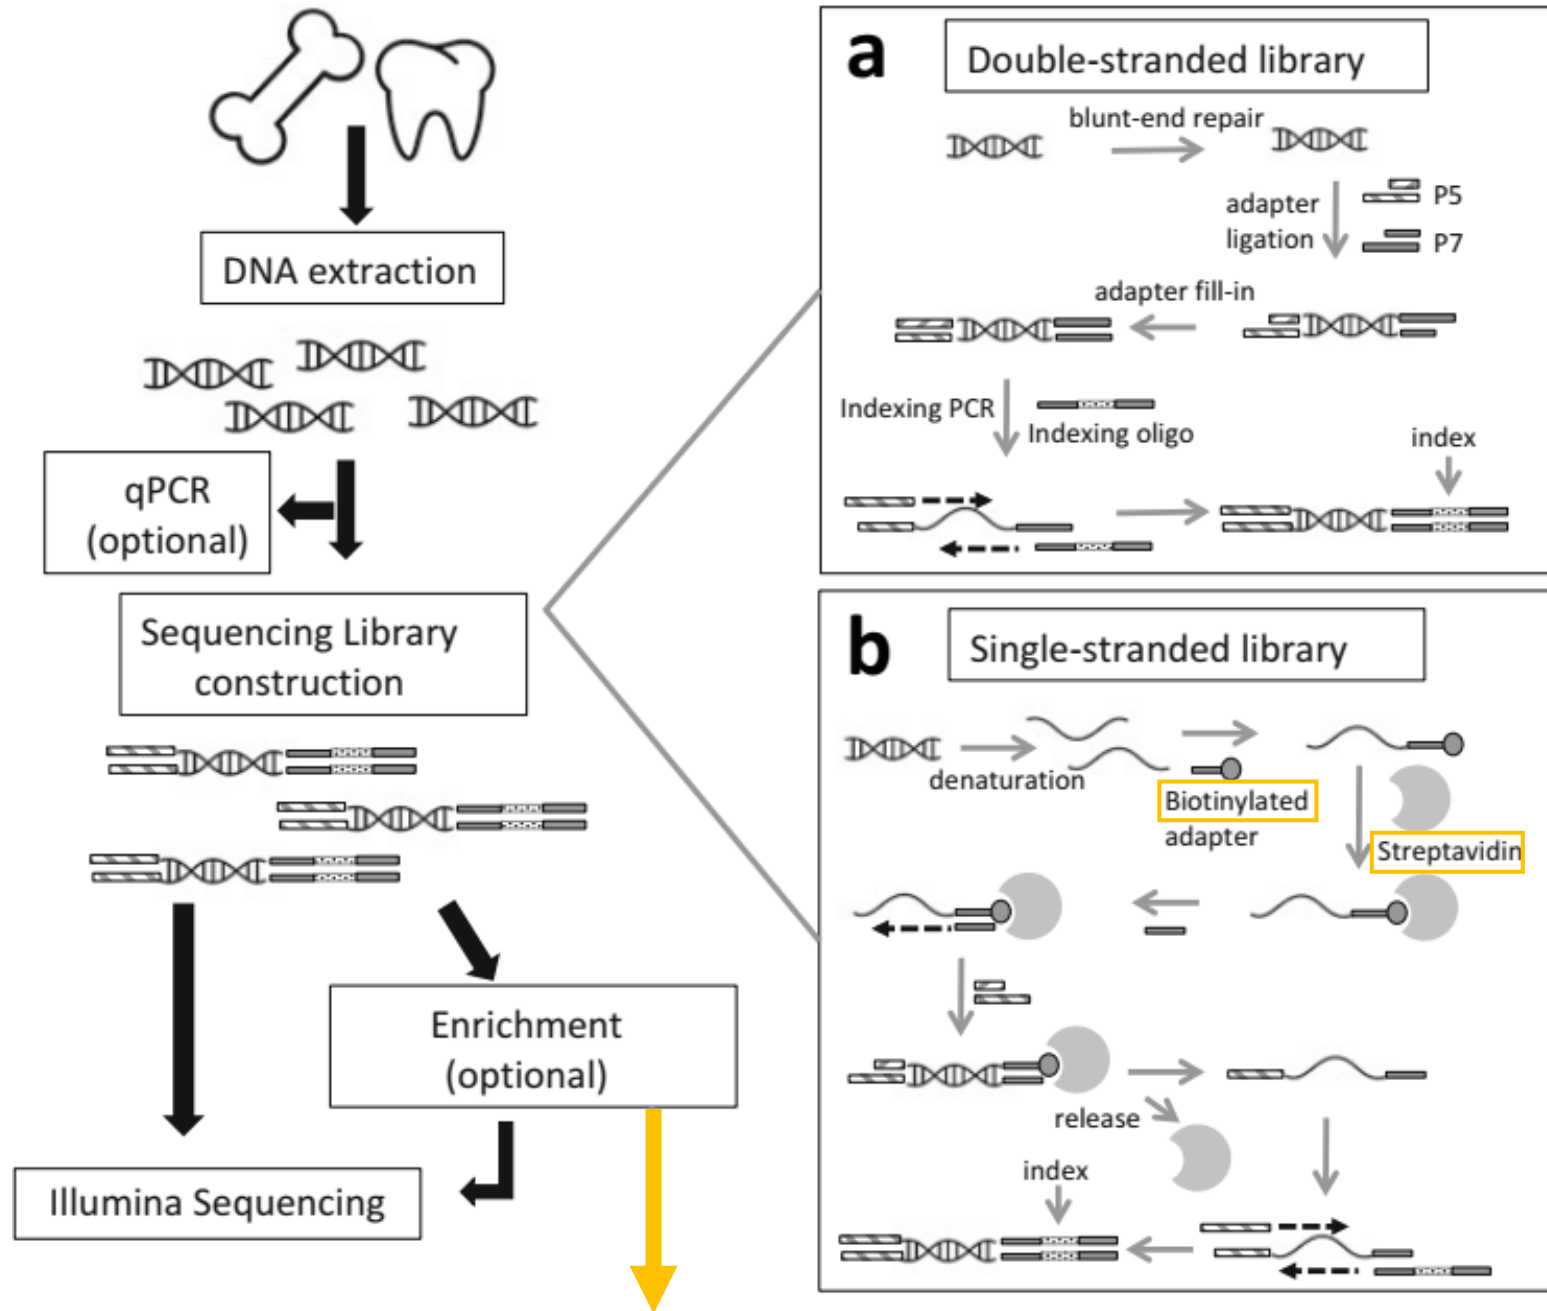 DNA extraction
qPCR
(optional)
Sequencing Library
construction
Enrichment
(optional)
Illumina Sequencing
a
Double-stranded library
blunt-end repair
adapter
ligation
P5
P7
adapter fill-in
Indexing PCR
Indexing oligo
index
b
Single-stranded library
denaturation
Biotinylated
adapter
Streptavidin
release
index